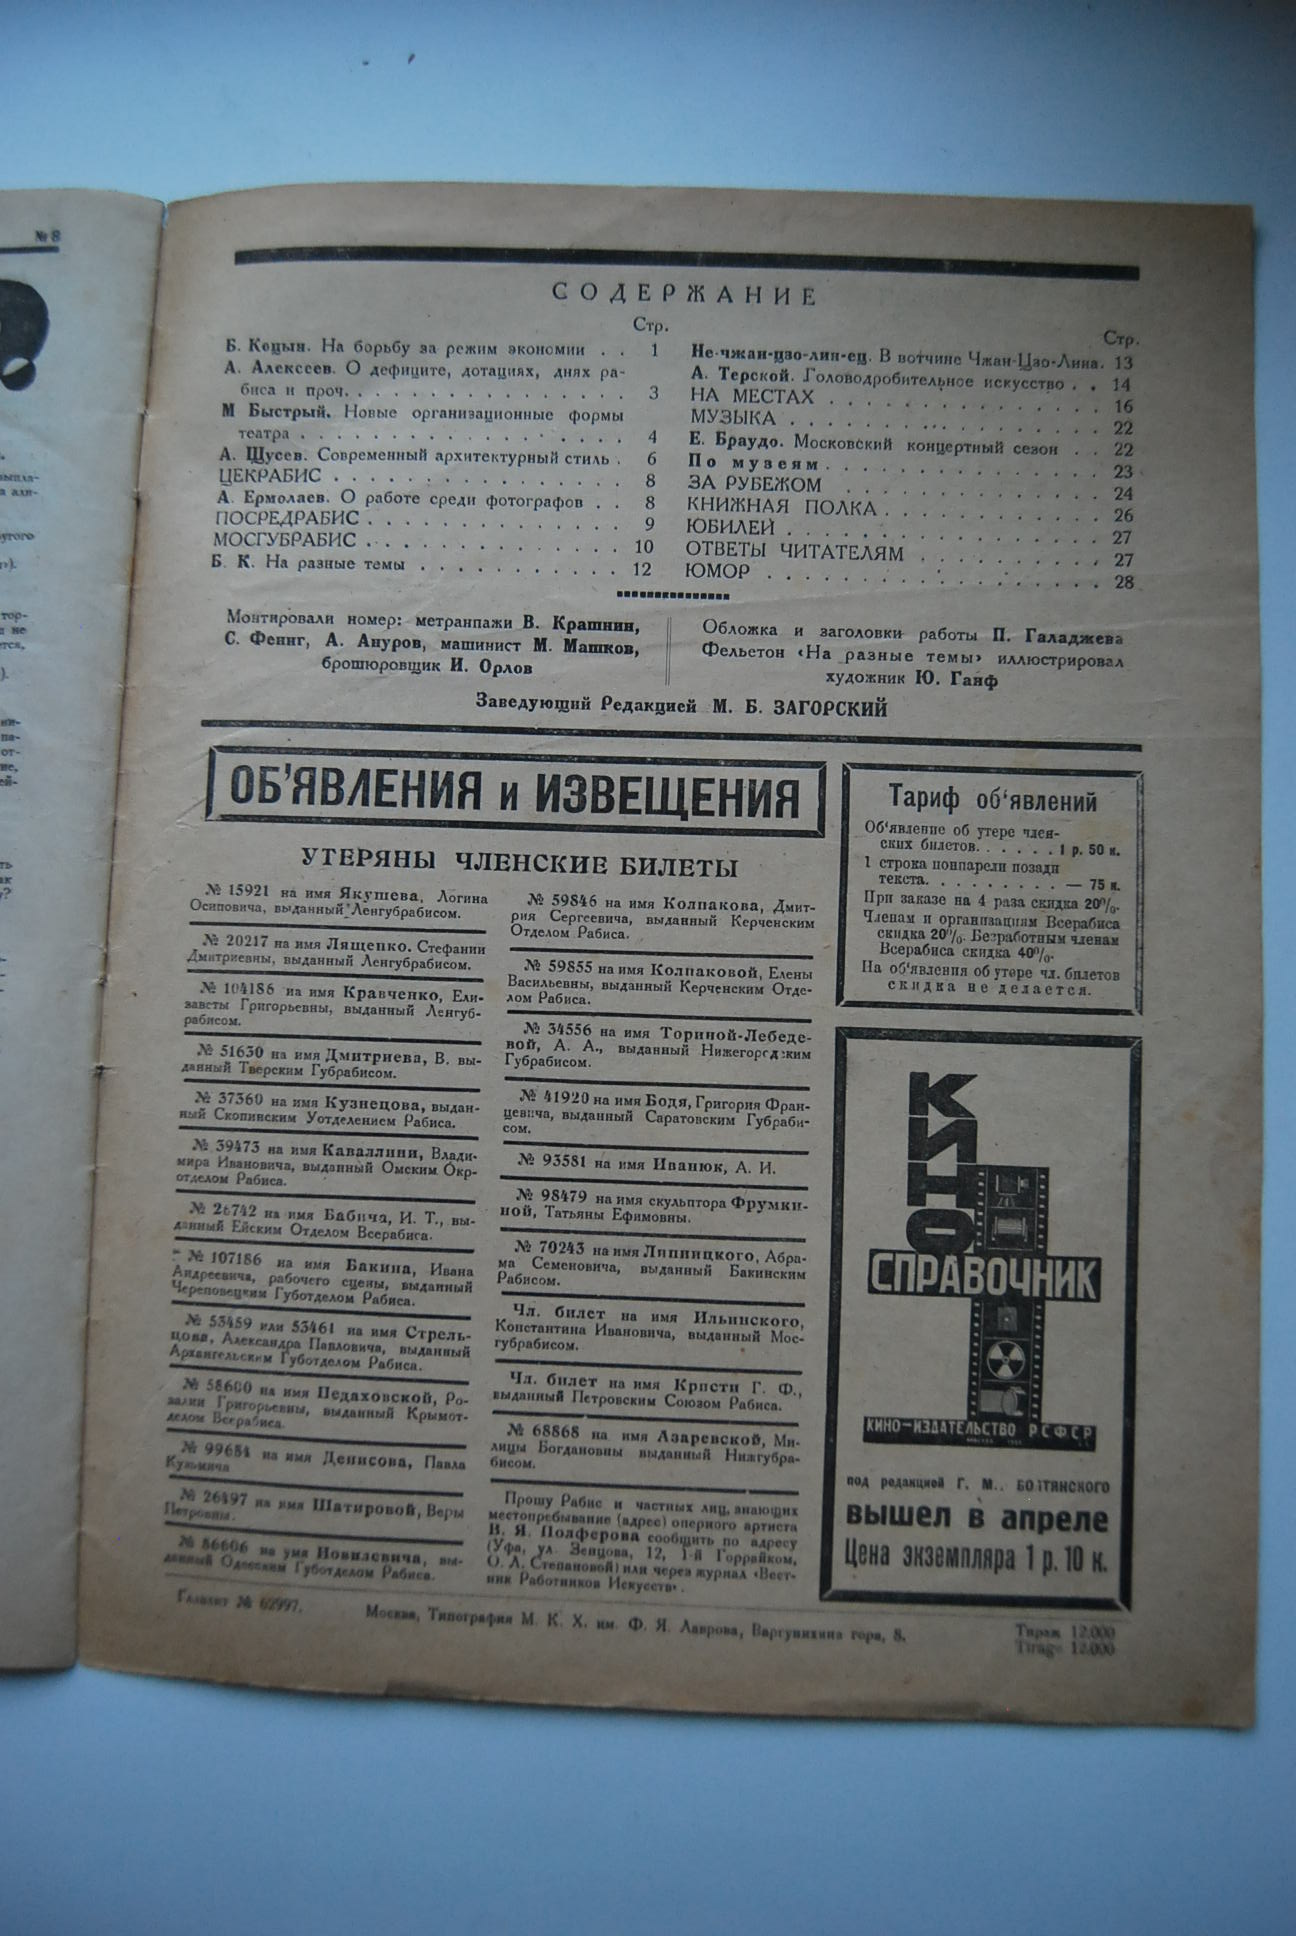 № 8
СОДЕРЖАНИЕ
Стр.
Б. Коцын. На борьбу за режим экономии . . 1
А. Алексеев. О дефиците, дотациях, днях ра-
биса и проч. . . . . . . . . . . . . . . . 3
М Быстрый. Новые организационные формы
театра . . . . . . . . . . . . . . . . . . 4
А. Щусев. Современный архитектурный стиль . 6
ЦЕКРАБИС . . . . . . . . . . . . . . . 8
А. Ермолаев. О работе среди фотографов . . 8
ПОСРЕДРАБИС . . . . . . . . . . . . . 9
МОСГУБРАБИС . . . . . . . . . . . . . 10
Б. К. На разные темы . . . . . . . . . . 12
Стр.
Не-чжан-цзо-лин-ец. В вотчине Чжан-Цзо-Лина. 13
А. Терской. Головодробительное искусство . . 14
НА МЕСТАХ . . . . . . . . . . . . . . 16
МУЗЫКА . . . . . . . . . . . . . . . . 22
Е. Браудо. Московский концертный сезон . . 22
По музеям . . . . . . . . . . . . . . . 23
ЗА РУБЕЖОМ . . . . . . . . . . . . . 24
КНИЖНАЯ ПОЛКА . . . . . . . . . . . 26
ЮБИЛЕИ . . . . . . . . . . . . . . . . 27
ОТВЕТЫ ЧИТАТЕЛЯМ . . . . . . . . . . 27
ЮМОР . . . . . . . . . . . . . . . . . 28
Монтировали номер: метранпажи В. Крашнин,
С. Фениг, А. Ануров, машинист М. Машков,
брошюровщик И. Орлов
Обложка и заголовки работы П. Галаджева
Фельетон «На разные темы» иллюстрировал
художник Ю. Ганф
Заведующий Редакцией М. Б. ЗАГОРСКИЙ
ОБ'ЯВЛЕНИЯ и ИЗВЕЩЕНИЯ
УТЕРЯНЫ ЧЛЕНСКИЕ БИЛЕТЫ
№ 15921 на имя Якушева, Логина
Осиповича, выданный Ленгубрабисом.
№ 20217 на имя Лященко. Стефании
Дмитриевны, выданный Ленгубрабисом.
№ 104186 на имя Кравченко, Ели-
заветы Григорьевны, выданный Ленгуб-
рабисом.
№ 51630 на имя Дмитриева, В. вы-
данный Тверским Губрабисом.
№ 37360 на имя Кузнецова, выдан-
ный Скопинским Уотделением Рабиса.
№ 39473 на имя Каваллини, Влади-
мира Ивановича, выданный Омским Окр-
отделом Рабиса.
на имя Бабича, И. Т., вы-
данный Ейским Отделом Всерабиса.
№ 107186 на имя Бакина, Ивана
Андреевича, рабочего сцены, выданный
Череповецким Губотделом Рабиса.
№ 53459 или 53461 на имя Стрель-
цова, Александра Павловича, выданный
Архангельским Губотделом Рабиса.
№ 58600 на имя Педаховской, Ро-
залии Григорьевны, выданный Крымот-
делом Всерабиса.
№ 99684 на имя Денисова, Павла
Кузьмича
№ 26497 на имя Шатировой, Веры
Петровны.
№ 86606 на имя Новилевича, вы-
данный Одесским Губотделом Рабиса.
№ 59846 на имя Колпакова, Дмит-
рия Сергеевича, выданный Керченским
Отделом Рабиса.
№ 59855 на имя Колпаковой, Елены
Васильевны, выданный Керченским Отде-
лом Рабиса.
№ 34556 на имя Ториной-Лебеде-
вой, А. А., выданный Нижегородским
Губрабисом.
№ 41920 на имя Бодя, Григория Фран-
цевича, выданный Саратовским Губраби-
сом.
№ 93581 на имя Иванюк, А. И.
№ 98479 на имя скульптора Фрумки-
ной, Татьяны Ефимовны.
№ 70243 на имя Липницкого, Абра-
ма Семеновича, выданный Бакинским
Рабисом.
Чл. билет на имя Ильинского,
Константина Ивановича, выданный Мос-
губрабисом.
Чл. билет на имя Кристи Г. Ф.,
выданный Петровским Союзом Рабиса.
№ 68868 на имя Азаревской, Ми-
лицы Богдановны выданный Нижгубра-
бисом.
Прошу Рабис и частных лиц, знающих
местопребывание (адрес) оперного артиста
В. Я. Полферова сообщить по адресу
(Уфа, ул. Зенцова, 12, 1-й Горрайком,
О. Л. Степановой) или через журнал «Вест-
ник Работников Искусств».
Тариф об'явлений
Об'явление об утере член-
ских билетов. . . . . . 1 р. 50 к.
1 строка нонпарели позади
текста. . . . . . . . . — 75 к.
При заказе на 4 раза скидка 20%.
Членам и организациям Всерабиса
скидка 20%. Безработным членам
Всерабиса скидка 40%.
На об'явления об утере чл. билетов
скидка не делается.
КИНО
СПРАВОЧНИК
КИНО-ИЗДАТЕЛЬСТВО РСФСР
под редакцией Г. М. БОЛТЯНСКОГО
вышел в апреле
Цена экземпляра 1 р. 10 к.
Главлит № 62997.
Москва, Типография М. К. Х. им. Ф. Я. Лаврова, Варгунихина гора, 8.
Тираж 12.000
Tirage 12.000